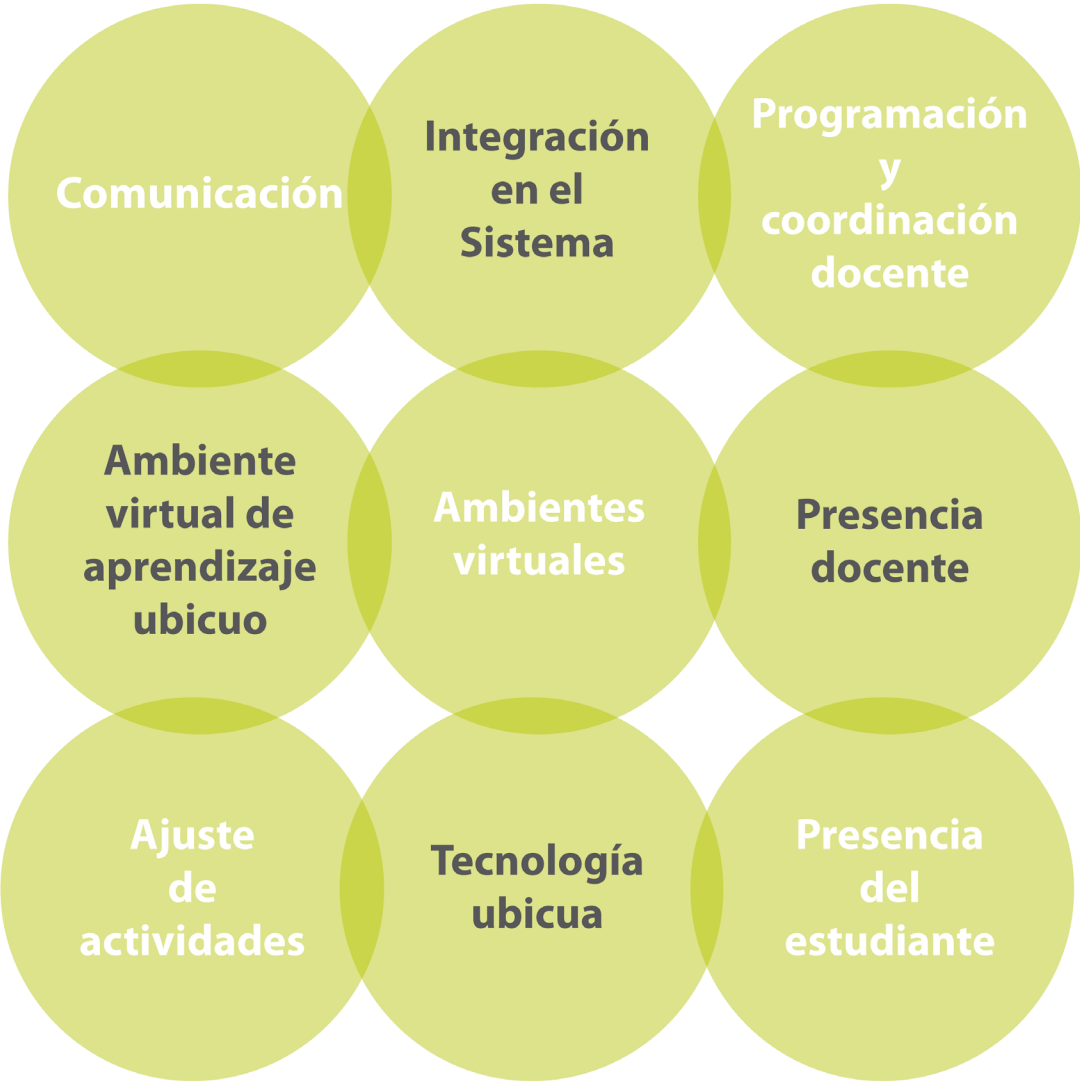 Comunicación
Integración
en el
Sistema
Programación
y
coordinación
docente
Ambiente
virtual de
aprendizaje
ubicuo
Ambientes
virtuales
Presencia
docente
Ajuste
de
actividades
Tecnología
ubicua
Presencia
del
estudiante